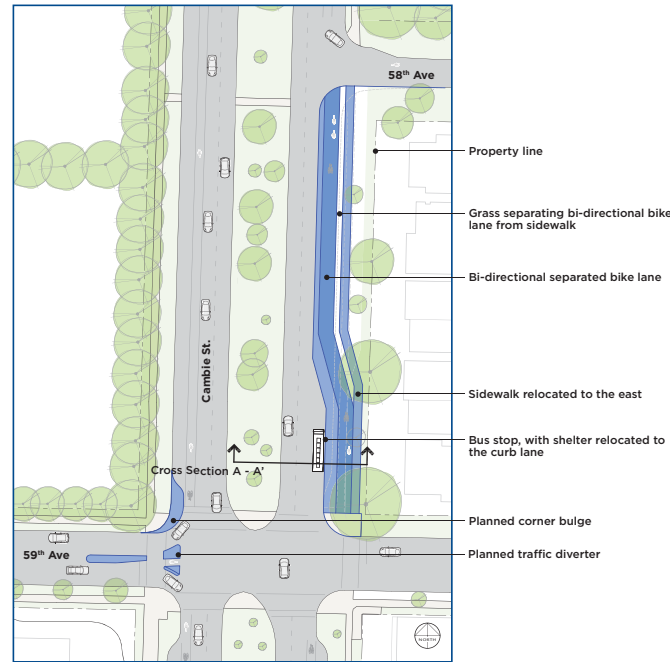 58th Ave
Property line
Grass separating bi-directional bike
lane from sidewalk
Bi-directional separated bike lane
Cambie St.
Sidewalk relocated to the east
Bus stop, with shelter relocated to
the curb lane
Cross Section A - A'
Planned corner bulge
59th Ave
Planned traffic diverter
NORTH